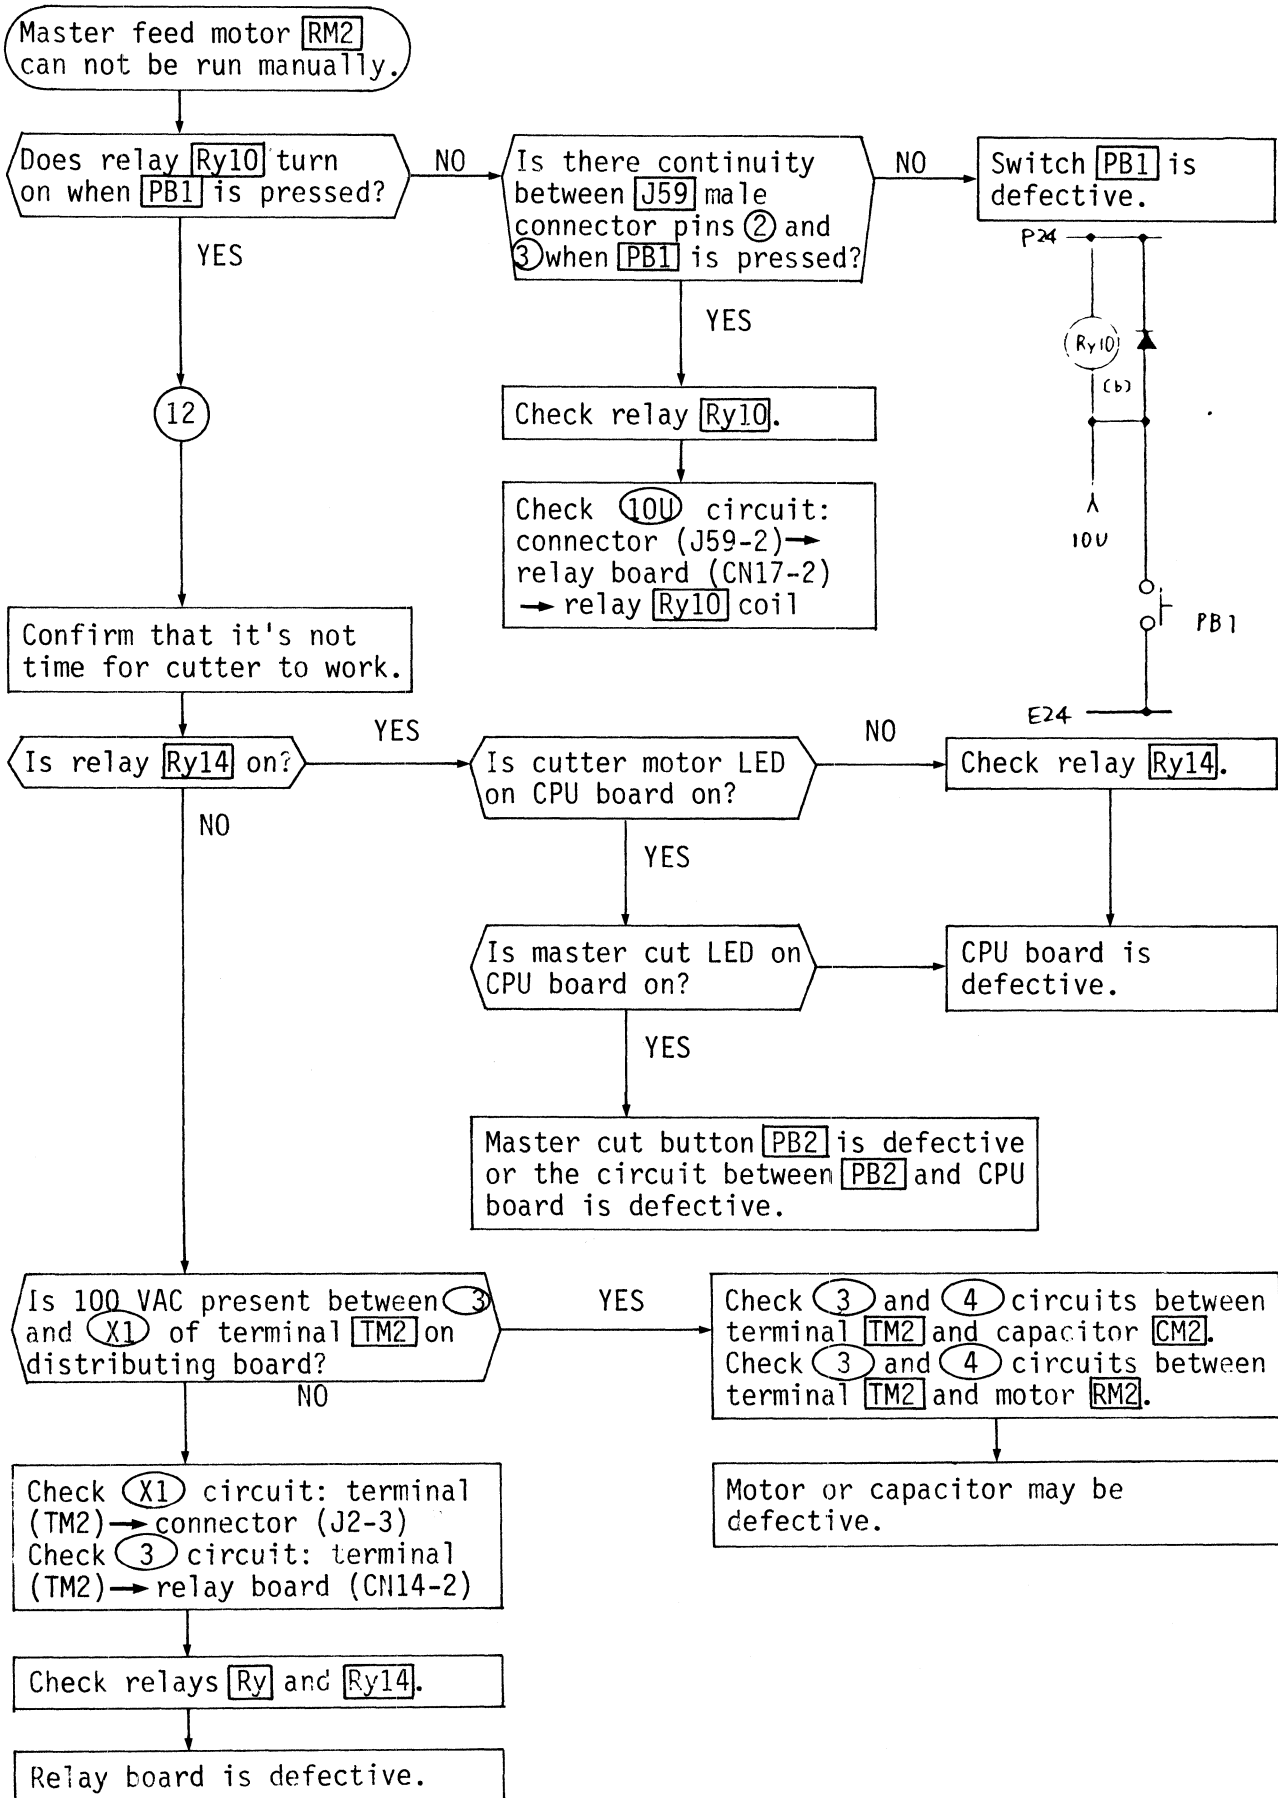 Master feed motor RM2
can not be run manually.
Does relay Ry10 turn
on when PB1 is pressed?
NO
Is there continuity
between J59 male
connector pins ② and
③ when PB1 is pressed?
NO
Switch PB1 is
defective.
YES
YES
P24
Ry10
(b)
10U
PB1
E24
12
Check relay Ry10.
Check 10U circuit:
connector (J59-2)→
relay board (CN17-2)
→ relay Ry10 coil
Confirm that it's not
time for cutter to work.
Is relay Ry14 on?
YES
Is cutter motor LED
on CPU board on?
NO
Check relay Ry14.
NO
YES
Is master cut LED on
CPU board on?
CPU board is
defective.
YES
Master cut button PB2 is defective
or the circuit between PB2 and CPU
board is defective.
Is 100 VAC present between 3
and X1 of terminal TM2 on
distributing board?
YES
Check 3 and 4 circuits between
terminal TM2 and capacitor CM2.
Check 3 and 4 circuits between
terminal TM2 and motor RM2.
NO
Check X1 circuit: terminal
(TM2)→ connector (J2-3)
Check 3 circuit: terminal
(TM2)→ relay board (CN14-2)
Motor or capacitor may be
defective.
Check relays Ry and Ry14.
Relay board is defective.